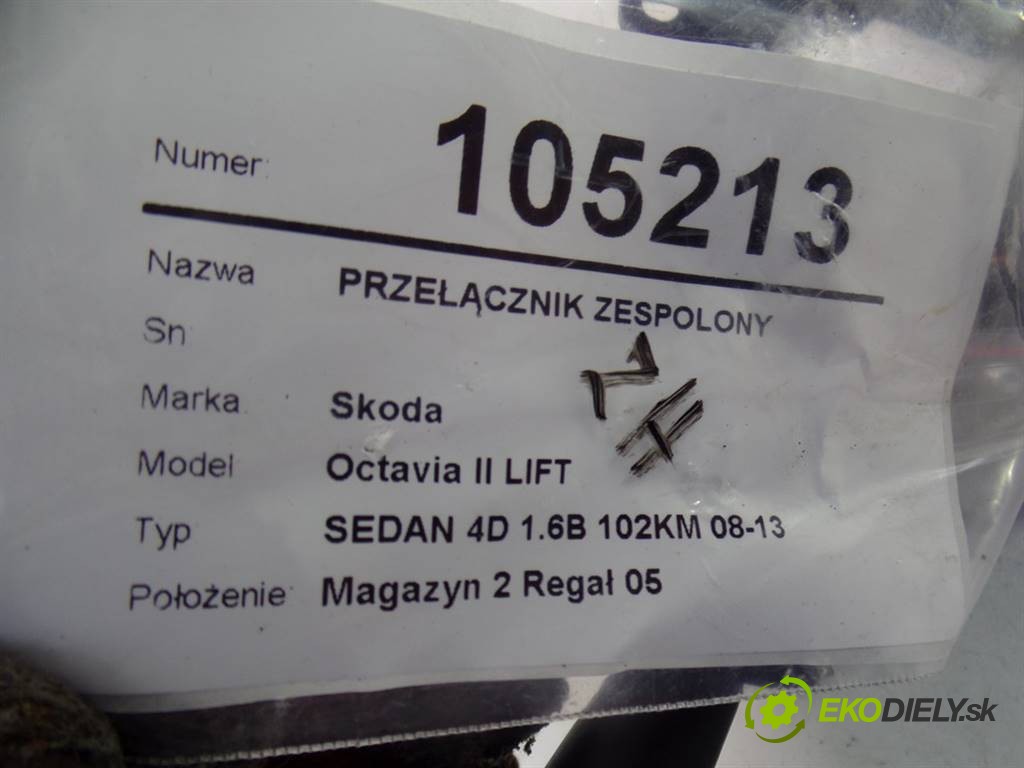 Numer: 105213
Nazwa PRZEŁĄCZNIK ZESPOLONY
Sn
Marka Skoda
Model Octavia II LIFT
Typ SEDAN 4D 1.6B 102KM 08-13
Położenie: Magazyn 2 Regał 05
EKODIELY.sk